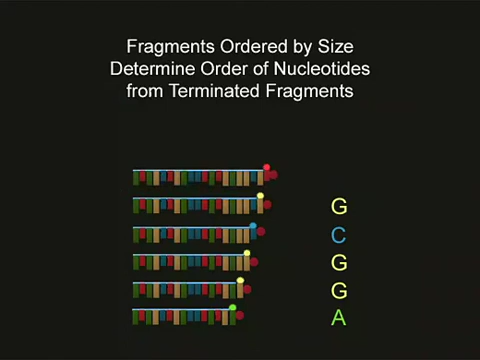 Fragments Ordered by Size
Determine Order of Nucleotides
from Terminated Fragments
G
C
G
G
A